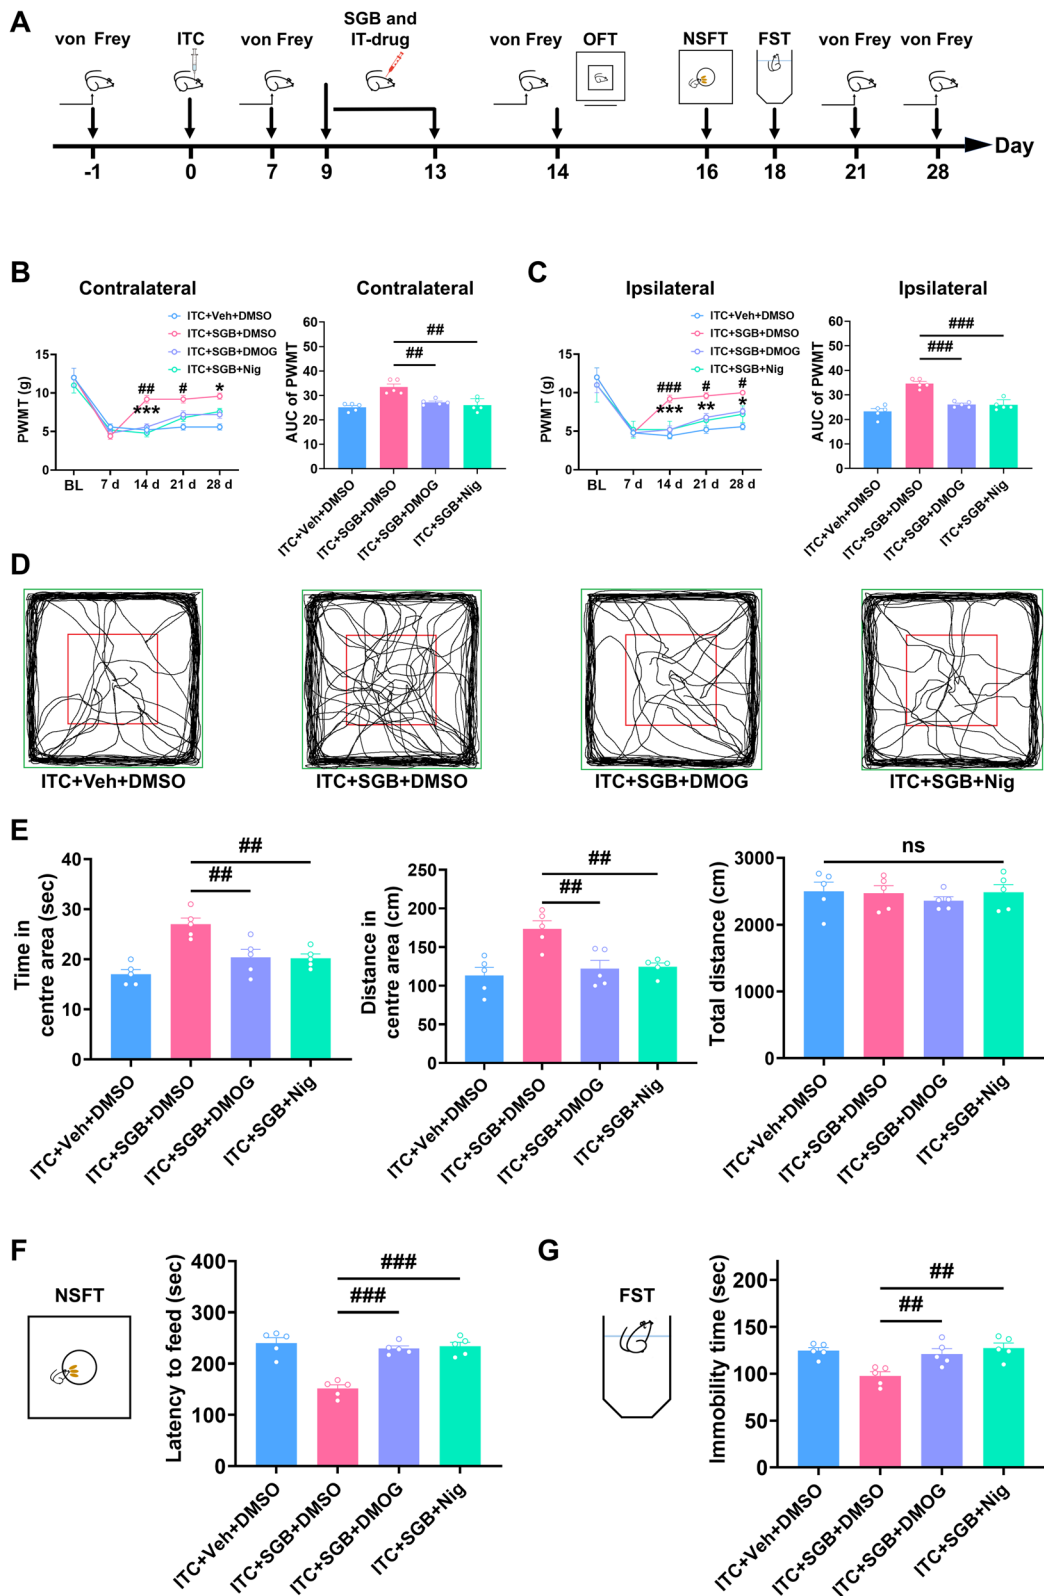 A
von Frey
ITC
von Frey
SGB and
IT-drug
von Frey
OFT
NSFT
FST
von Frey
von Frey
Day
-1
0
7
9
13
14
16
18
21
28
B
Contralateral
ITC+Veh+DMSO
ITC+SGB+DMSO
ITC+SGB+DMOG
ITC+SGB+Nig
PWMT (g)
15
10
5
0
##
***
#
*
BL
7 d
14 d
21 d
28 d
Contralateral
AUC of PWMT
60
50
40
30
20
10
0
##
##
ITC+Veh+DMSO
ITC+SGB+DMSO
ITC+SGB+DMOG
ITC+SGB+Nig
C
Ipsilateral
ITC+Veh+DMSO
ITC+SGB+DMSO
ITC+SGB+DMOG
ITC+SGB+Nig
PWMT (g)
15
10
5
0
###
***
#
**
#
*
BL
7 d
14 d
21 d
28 d
Ipsilateral
AUC of PWMT
60
50
40
30
20
10
0
###
###
ITC+Veh+DMSO
ITC+SGB+DMSO
ITC+SGB+DMOG
ITC+SGB+Nig
D
ITC+Veh+DMSO
ITC+SGB+DMSO
ITC+SGB+DMOG
ITC+SGB+Nig
E
Time in
centre area (sec)
40
30
20
10
0
##
##
ITC+Veh+DMSO
ITC+SGB+DMSO
ITC+SGB+DMOG
ITC+SGB+Nig
Distance in
centre area (cm)
250
200
150
100
50
0
##
##
ITC+Veh+DMSO
ITC+SGB+DMSO
ITC+SGB+DMOG
ITC+SGB+Nig
Total distance (cm)
3000
2000
1000
0
ns
ITC+Veh+DMSO
ITC+SGB+DMSO
ITC+SGB+DMOG
ITC+SGB+Nig
F
NSFT
Latency to feed (sec)
400
300
200
100
0
###
###
ITC+Veh+DMSO
ITC+SGB+DMSO
ITC+SGB+DMOG
ITC+SGB+Nig
G
FST
Immobility time (sec)
200
150
100
50
0
##
##
ITC+Veh+DMSO
ITC+SGB+DMSO
ITC+SGB+DMOG
ITC+SGB+Nig